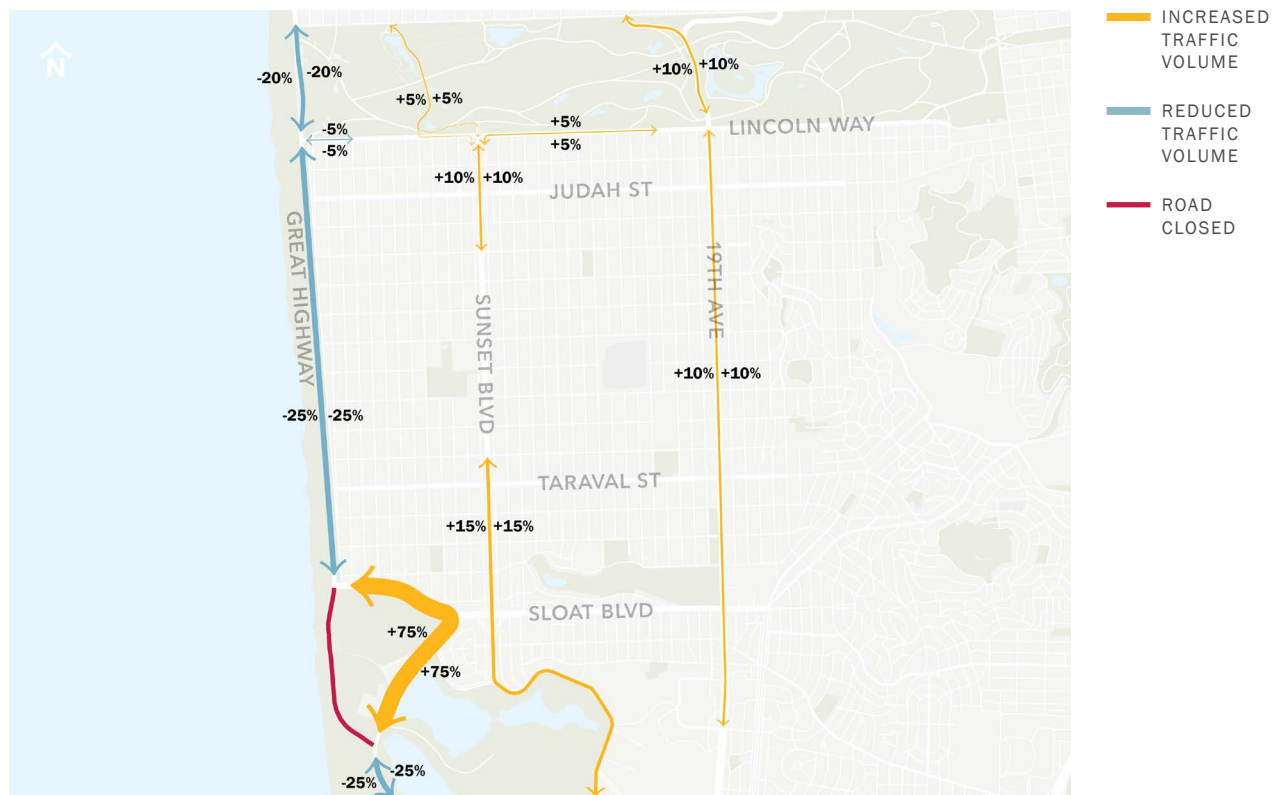 INCREASED
TRAFFIC
VOLUME
REDUCED
TRAFFIC
VOLUME
ROAD
CLOSED
N
-20% -20%
+5% +5%
+10% +10%
-5%
-5%
+5%
+5%
LINCOLN WAY
+10% +10%
JUDAH ST
GREAT HIGHWAY
19TH AVE
SUNSET BLVD
+10% +10%
-25% -25%
TARAVAL ST
+15% +15%
SLOAT BLVD
+75%
+75%
-25% -25%